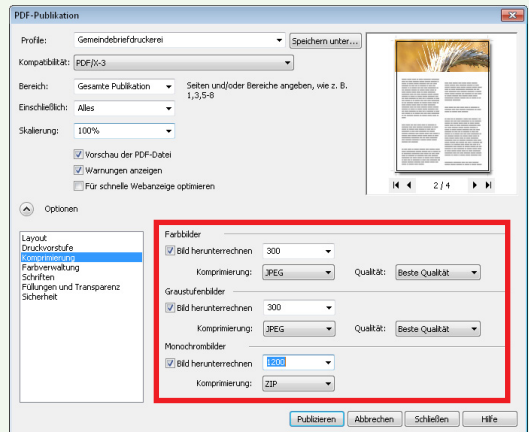 PDF-Publikation
Profile: Gemeindebriefdruckerei Speichern unter...
Kompatibilität: PDF/X-3
Bereich: Gesamte Publikation Seiten und/oder Bereiche angeben, wie z. B.
1,3,5-8
Einschließlich: Alles
Skalierung: 100%
Vorschau der PDF-Datei
Warnungen anzeigen
Für schnelle Webanzeige optimieren
2 / 4
Optionen
Layout
Druckvorstufe
Komprimierung
Farbverwaltung
Schriften
Füllungen und Transparenz
Sicherheit
Farbbilder
Bild herunterrechnen 300
Komprimierung: JPEG Qualität: Beste Qualität
Graustufenbilder
Bild herunterrechnen 300
Komprimierung: JPEG Qualität: Beste Qualität
Monochrombilder
Bild herunterrechnen 1200
Komprimierung: ZIP
Publizieren Abbrechen Schließen Hilfe